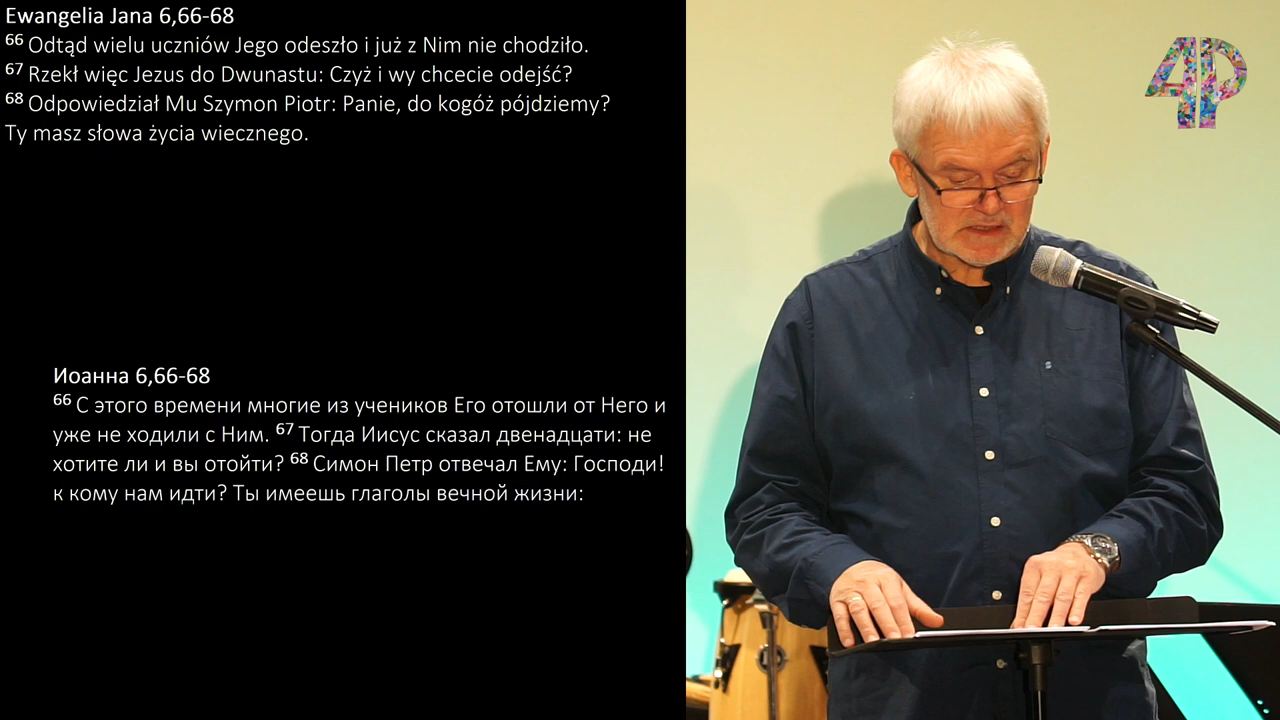 Ewangelia Jana 6,66-68
66 Odtąd wielu uczniów Jego odeszło i już z Nim nie chodziło.
67 Rzekł więc Jezus do Dwunastu: Czyż i wy chcecie odejść?
68 Odpowiedział Mu Szymon Piotr: Panie, do kogóż pójdziemy?
Ty masz słowa życia wiecznego.
Иоанна 6,66-68
66 С этого времени многие из учеников Его отошли от Него и
уже не ходили с Ним. 67 Тогда Иисус сказал двенадцати: не
хотите ли и вы отойти? 68 Симон Петр отвечал Ему: Господи!
к кому нам идти? Ты имеешь глаголы вечной жизни:
4P